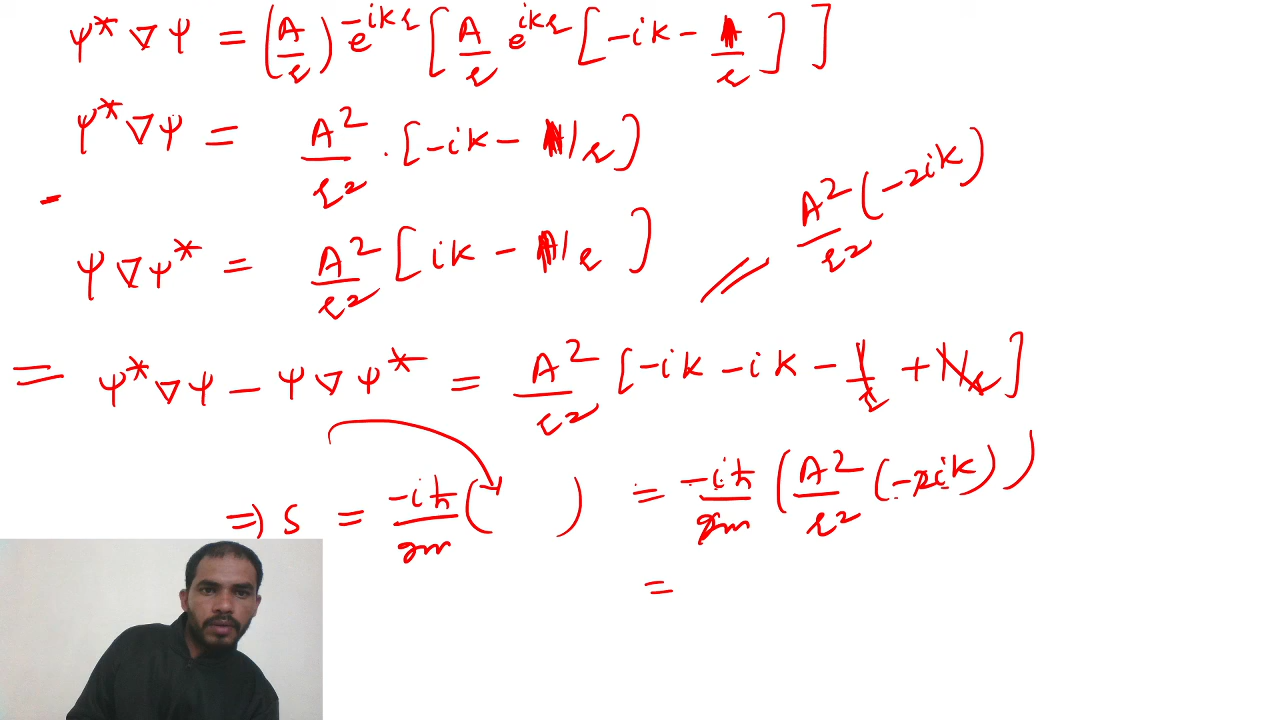 ψ* ∇ ψ = (A/r) e^{-ikr} [A/r e^{ikr} [-ik - 1/r ] ]
ψ* ∇ ψ = A²/r² . [-ik - 1/r]
ψ ∇ ψ* = A²/r² [ik - 1/r ]
// A²/r² (-2ik)
= ψ* ∇ ψ - ψ ∇ ψ* = A²/r² [-ik - ik - 1/r + 1/r ]
⇒ S = -iħ/2m ( ) = -iħ/2m (A²/r² (-2ik))
=